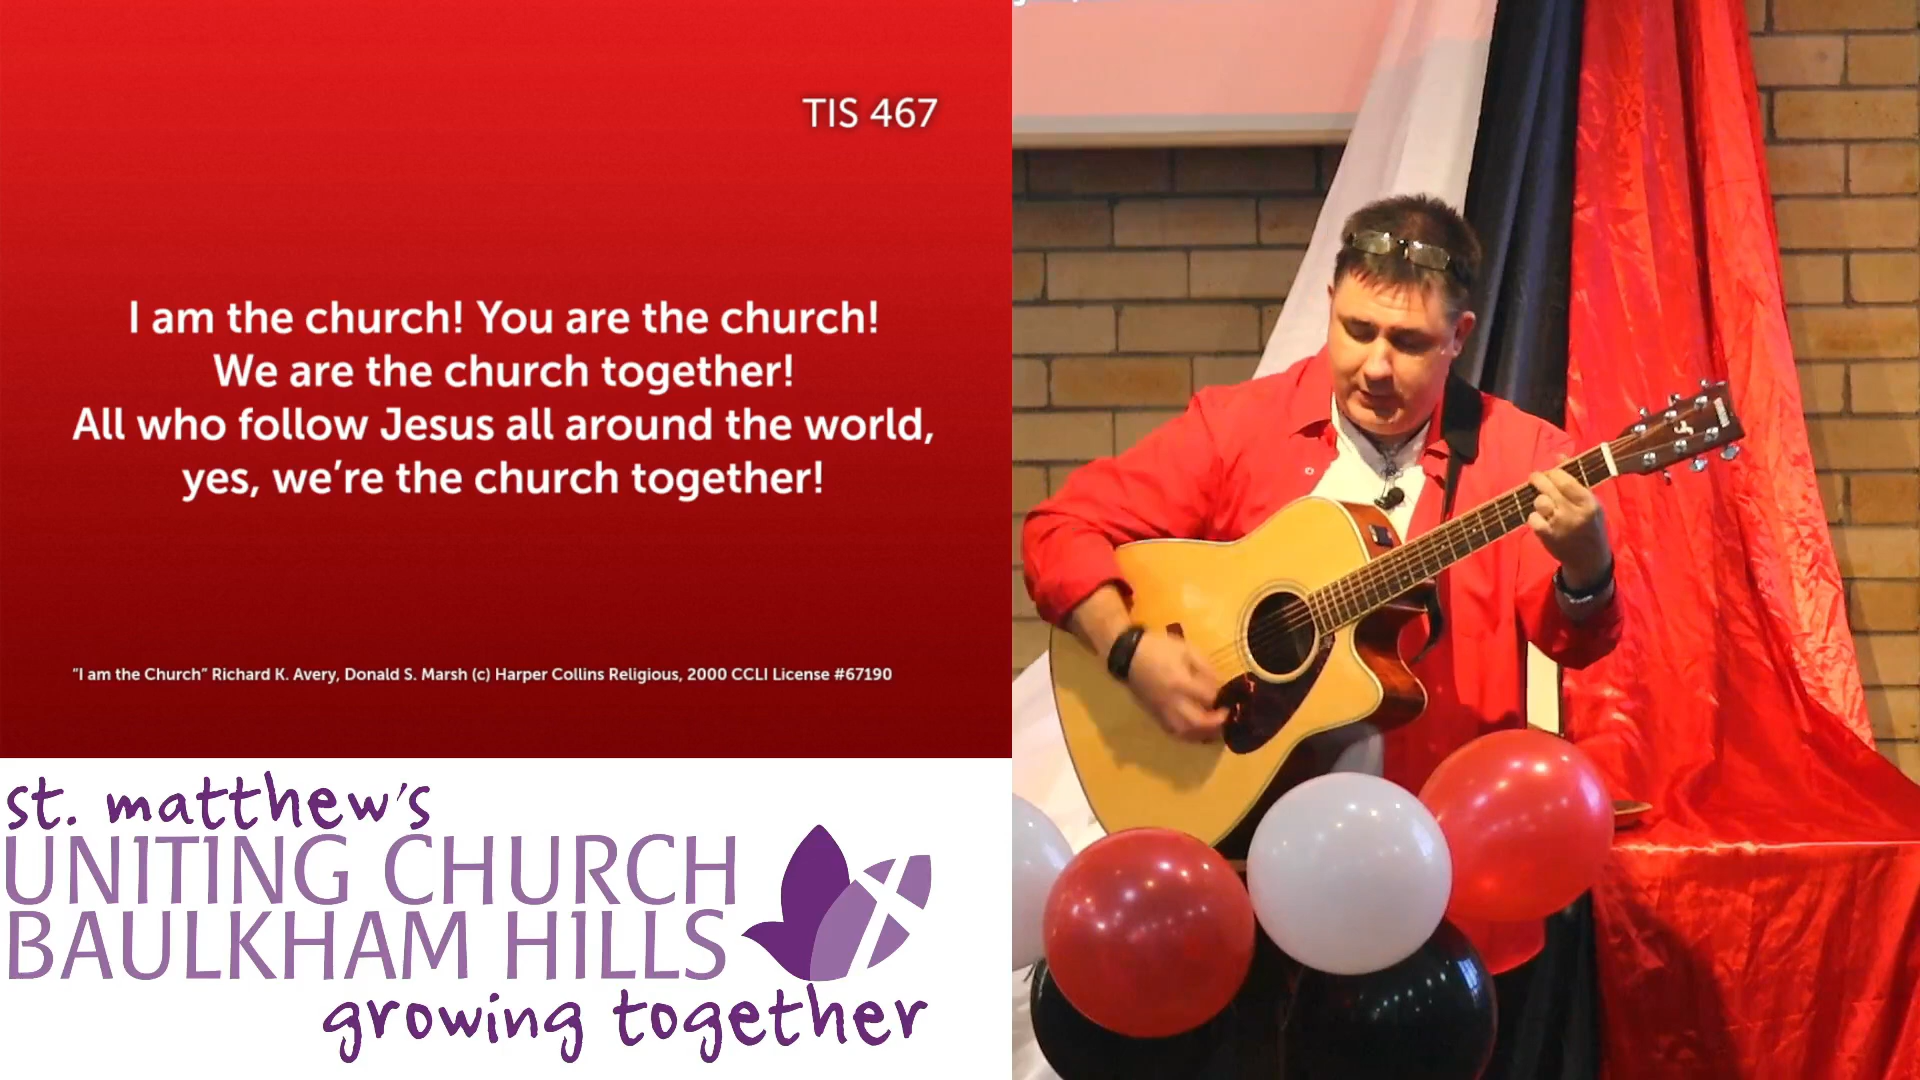 TIS 467
I am the church! You are the church!
We are the church together!
All who follow Jesus all around the world,
yes, we're the church together!
"I am the Church" Richard K. Avery, Donald S. Marsh (c) Harper Collins Religious, 2000 CCLI License #67190
st. matthew's
UNITING CHURCH
BAULKHAM HILLS
growing together